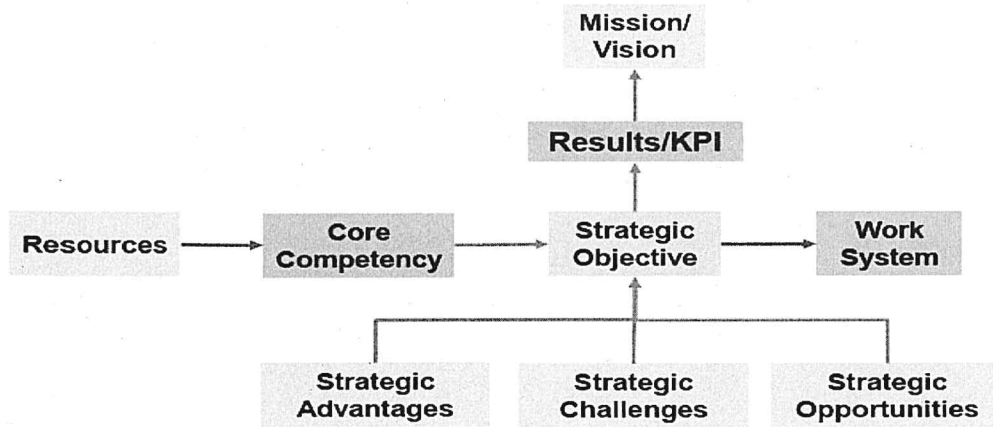 Mission/
Vision
Results/KPI
Resources
Core
Competency
Strategic
Objective
Work
System
Strategic
Advantages
Strategic
Challenges
Strategic
Opportunities